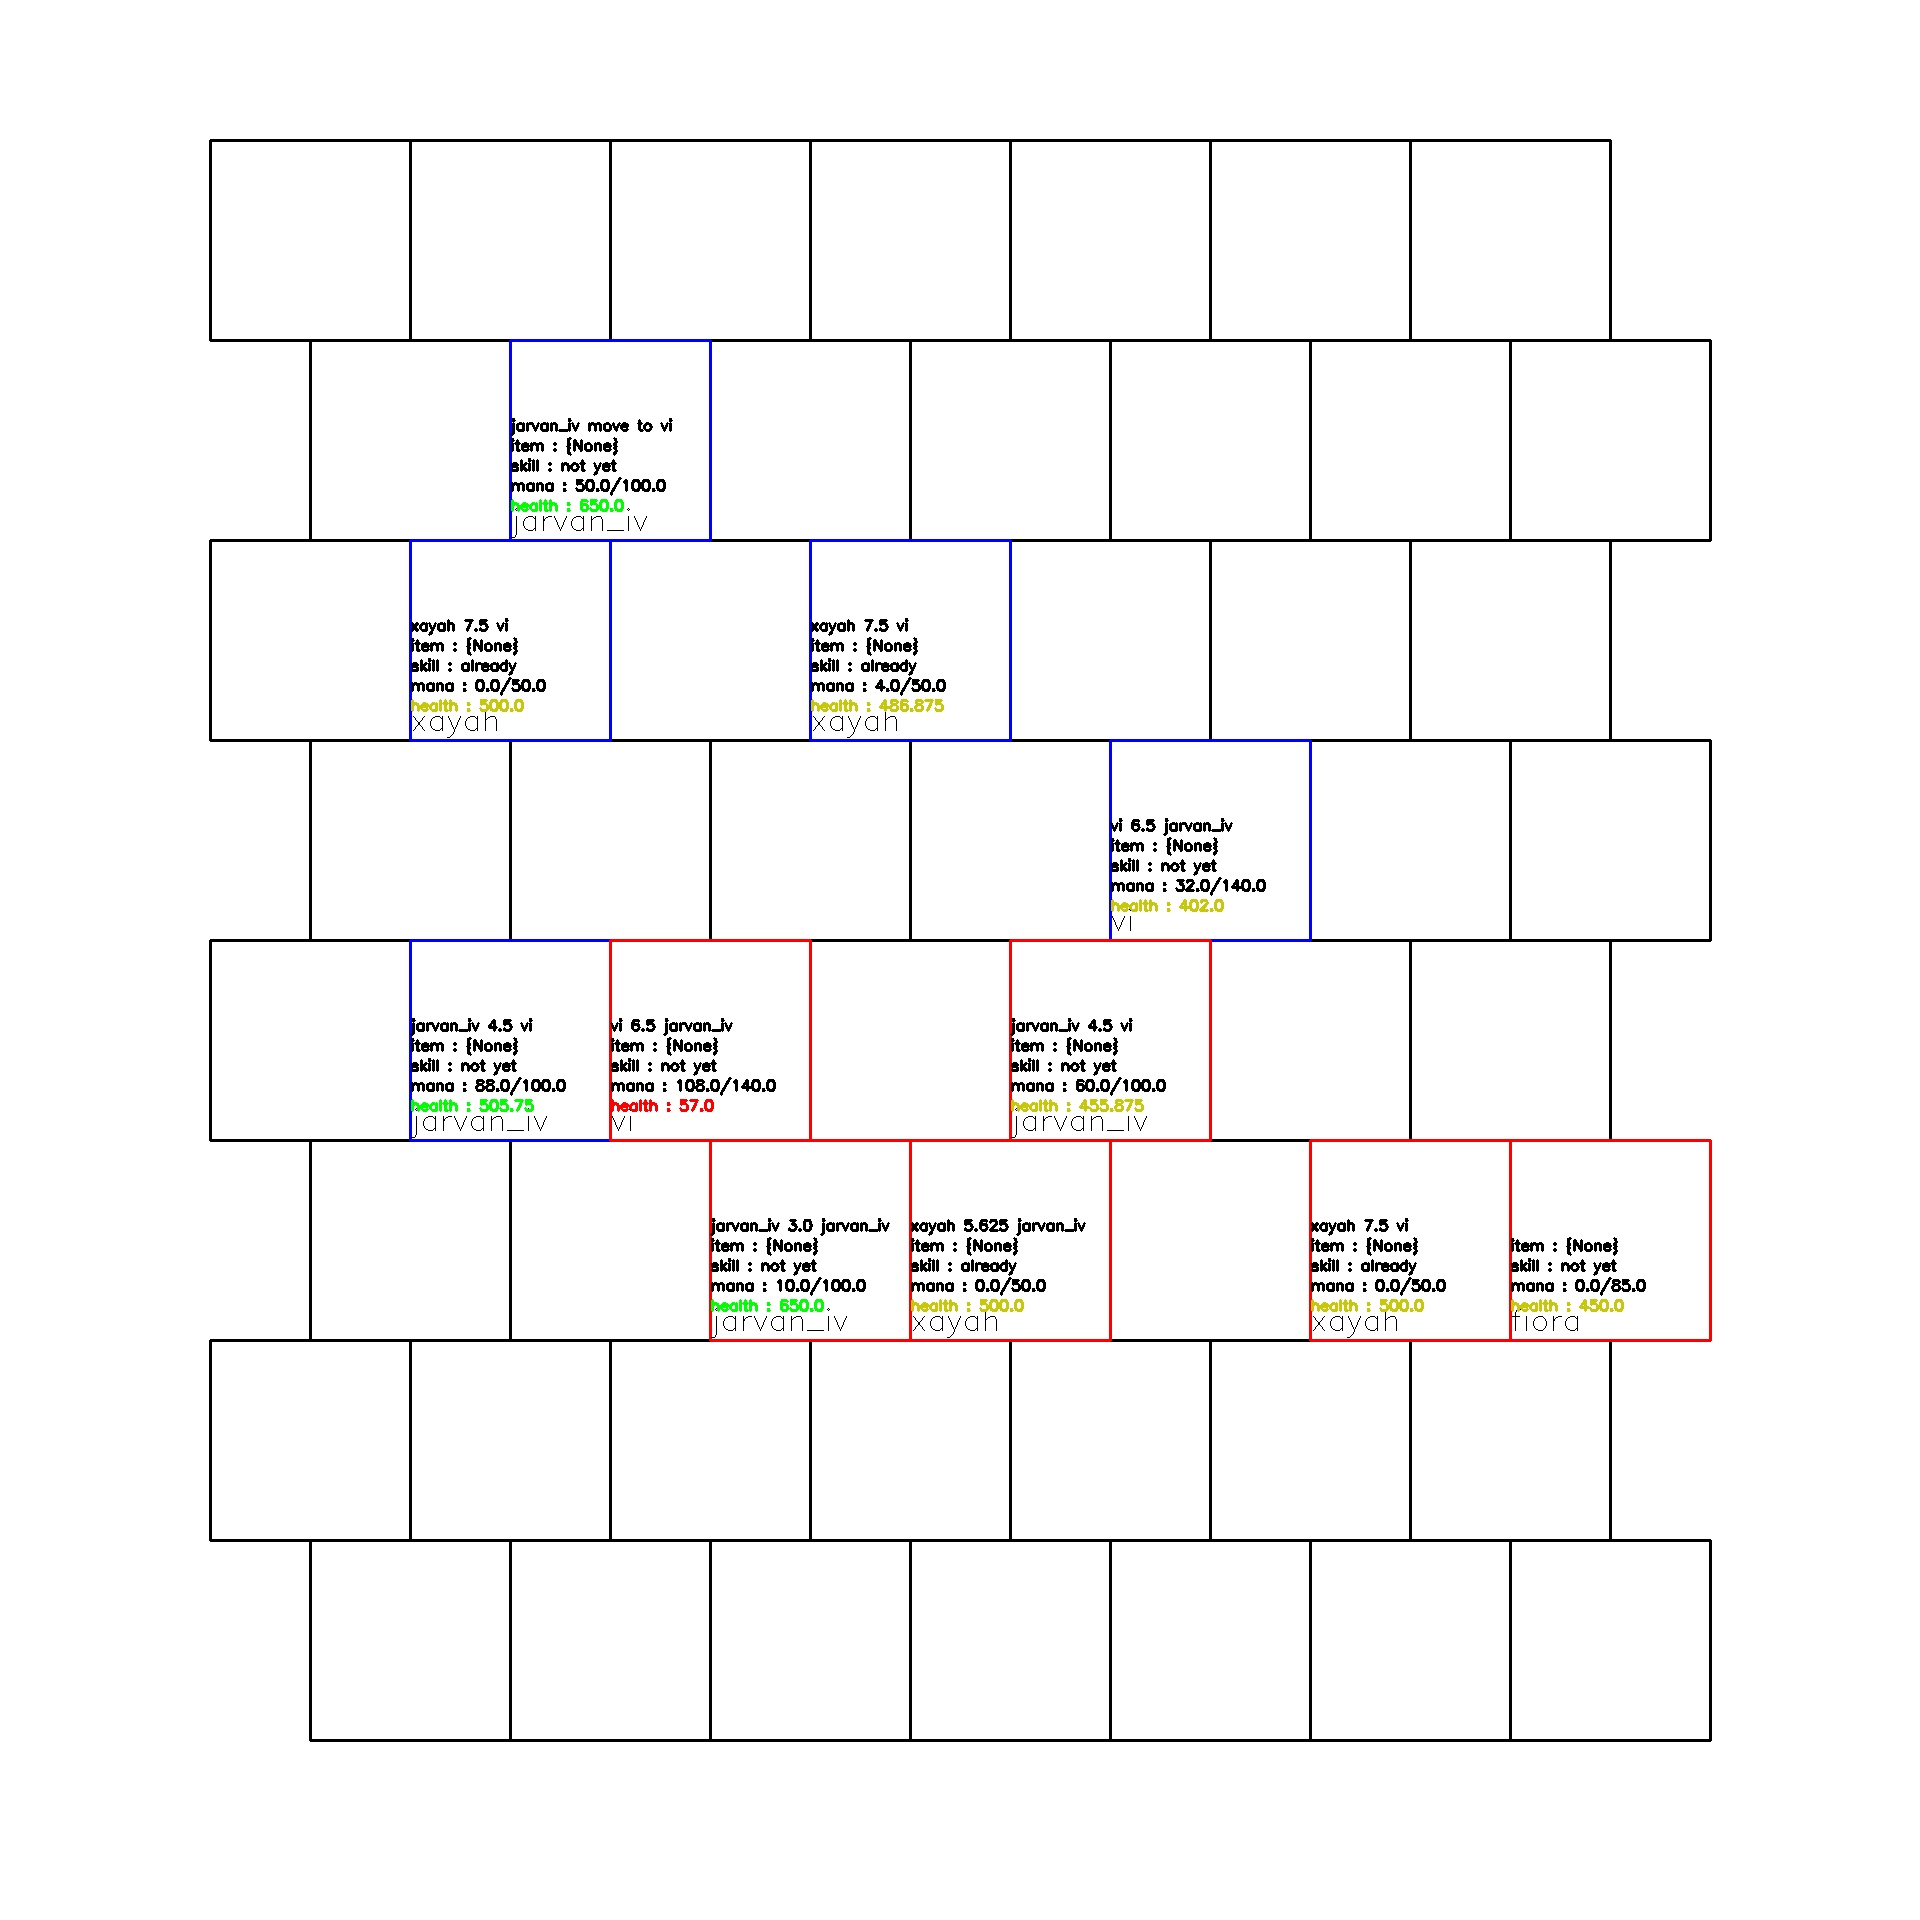 jarvan_iv move to vi
item : {None}
skill : not yet
mana : 50.0/100.0
health : 650.0
jarvan_iv
xayah 7.5 vi
item : {None}
skill : already
mana : 0.0/50.0
health : 500.0
xayah
xayah 7.5 vi
item : {None}
skill : already
mana : 4.0/50.0
health : 486.875
xayah
vi 6.5 jarvan_iv
item : {None}
skill : not yet
mana : 32.0/140.0
health : 402.0
vi
jarvan_iv 4.5 vi
item : {None}
skill : not yet
mana : 88.0/100.0
health : 505.75
jarvan_iv
vi 6.5 jarvan_iv
item : {None}
skill : not yet
mana : 108.0/140.0
health : 57.0
vi
jarvan_iv 4.5 vi
item : {None}
skill : not yet
mana : 60.0/100.0
health : 455.875
jarvan_iv
jarvan_iv 3.0 jarvan_iv
item : {None}
skill : not yet
mana : 10.0/100.0
health : 650.0
jarvan_iv
xayah 5.625 jarvan_iv
item : {None}
skill : already
mana : 0.0/50.0
health : 500.0
xayah
xayah 7.5 vi
item : {None}
skill : already
mana : 0.0/50.0
health : 500.0
xayah
item : {None}
skill : not yet
mana : 0.0/85.0
health : 450.0
fiora